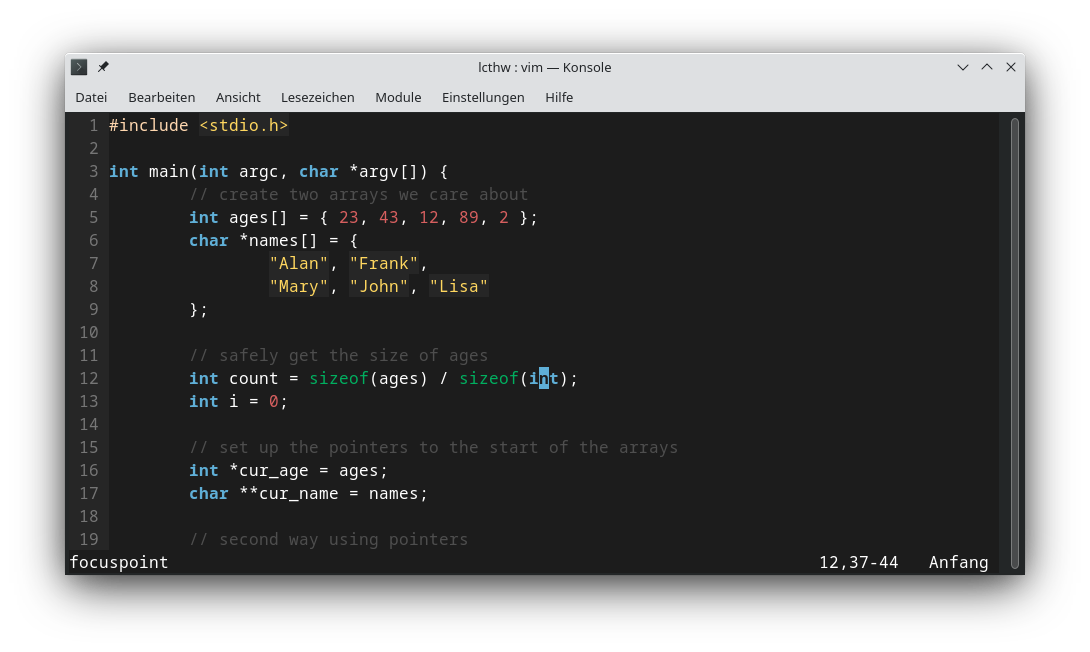 lcthw : vim — Konsole
Datei Bearbeiten Ansicht Lesezeichen Module Einstellungen Hilfe
1 #include <stdio.h>
2
3 int main(int argc, char *argv[]) {
4         // create two arrays we care about
5         int ages[] = { 23, 43, 12, 89, 2 };
6         char *names[] = {
7                 "Alan", "Frank",
8                 "Mary", "John", "Lisa"
9         };
10
11         // safely get the size of ages
12         int count = sizeof(ages) / sizeof(int);
13         int i = 0;
14
15         // set up the pointers to the start of the arrays
16         int *cur_age = ages;
17         char **cur_name = names;
18
19         // second way using pointers
focuspoint 12,37-44 Anfang